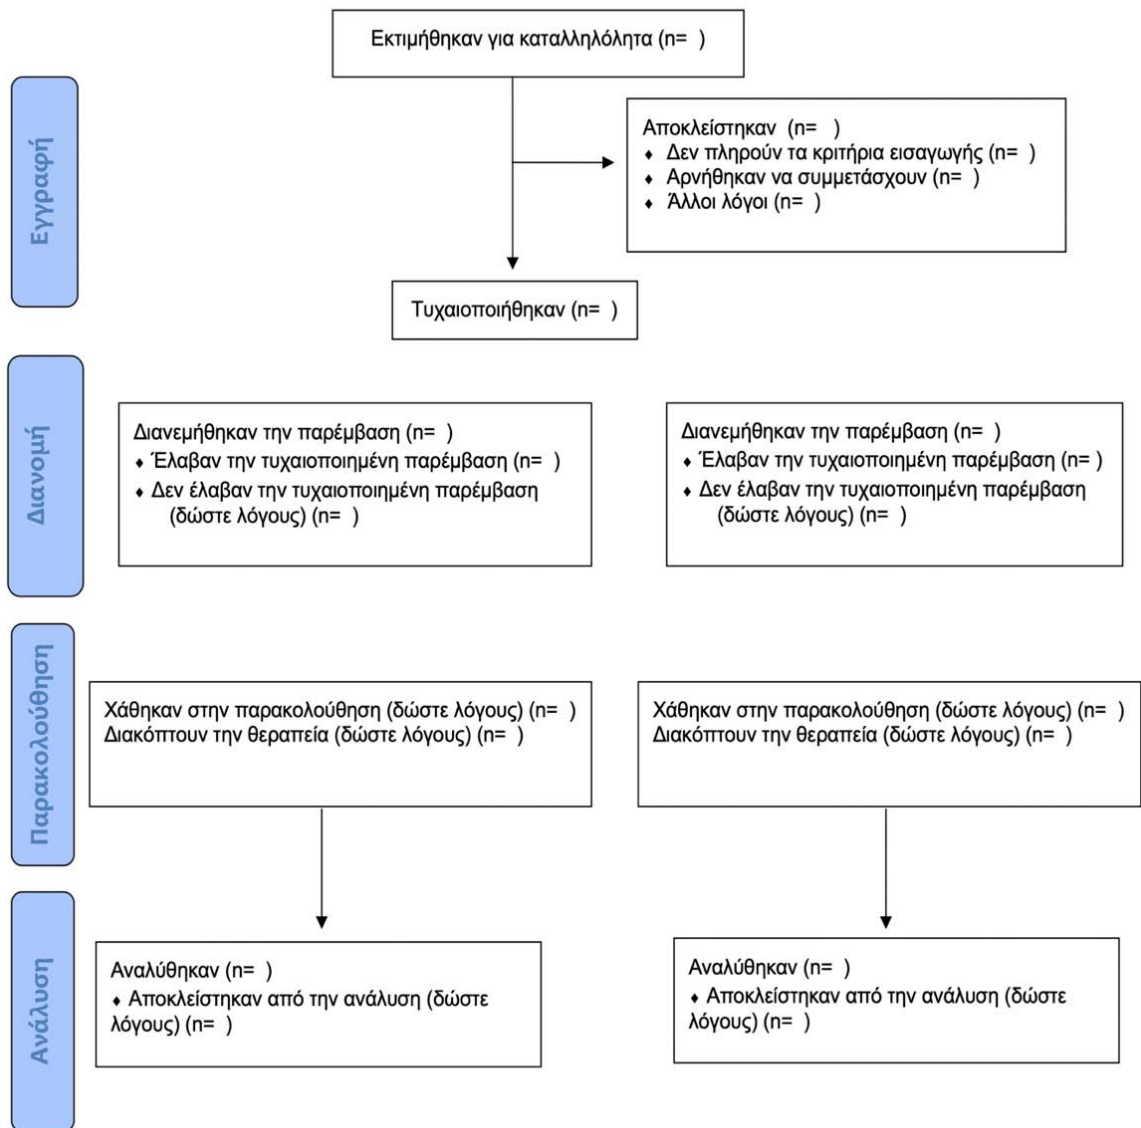 Εκτιμήθηκαν για καταλληλόλητα (n=  )
Εγγραφή
Αποκλείστηκαν  (n=  )
♦ Δεν πληρούν τα κριτήρια εισαγωγής (n=  )
♦ Αρνήθηκαν να συμμετάσχουν (n=  )
♦ Άλλοι λόγοι (n=  )
Τυχαιοποιήθηκαν (n=  )
Διανομή
Διανεμήθηκαν την παρέμβαση (n=  )
♦ Έλαβαν την τυχαιοποιημένη παρέμβαση (n=  )
♦ Δεν έλαβαν την τυχαιοποιημένη παρέμβαση
(δώστε λόγους) (n=  )
Διανεμήθηκαν την παρέμβαση (n=  )
♦ Έλαβαν την τυχαιοποιημένη παρέμβαση (n=  )
♦ Δεν έλαβαν την τυχαιοποιημένη παρέμβαση
(δώστε λόγους) (n=  )
Παρακολούθηση
Χάθηκαν στην παρακολούθηση (δώστε λόγους) (n=  )
Διακόπτουν την θεραπεία (δώστε λόγους) (n=  )
Χάθηκαν στην παρακολούθηση (δώστε λόγους) (n=  )
Διακόπτουν την θεραπεία (δώστε λόγους) (n=  )
Ανάλυση
Αναλύθηκαν (n=  )
♦ Αποκλείστηκαν από την ανάλυση (δώστε
λόγους) (n=  )
Αναλύθηκαν (n=  )
♦ Αποκλείστηκαν από την ανάλυση (δώστε
λόγους) (n=  )